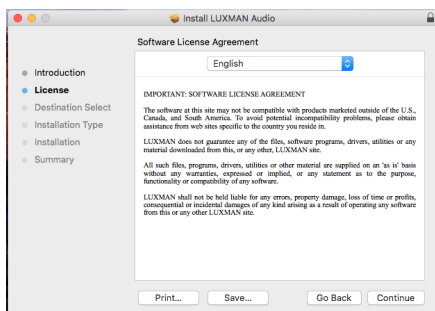 Install LUXMAN Audio
Software License Agreement
English
Introduction
License
Destination Select
Installation Type
Installation
Summary
IMPORTANT: SOFTWARE LICENSE AGREEMENT
The software at this site may not be compatible with products marketed outside of the U.S.,
Canada, and South America. To avoid potential incompatibility problems, please obtain
assistance from web sites specific to the country you reside in.
LUXMAN does not guarantee any of the files, software programs, drivers, utilities or any
material downloaded from this, or any other, LUXMAN site.
All such files, programs, drivers, utilities or other material are supplied on an 'as is' basis
without any warranties, expressed or implied, or any statement as to the purpose,
functionality or compatibility of any software.
LUXMAN shall not be held liable for any errors, property damage, loss of time or profits,
consequential or incidental damages of any kind arising as a result of operating any software
from this or any other LUXMAN site.
Print... Save... Go Back Continue